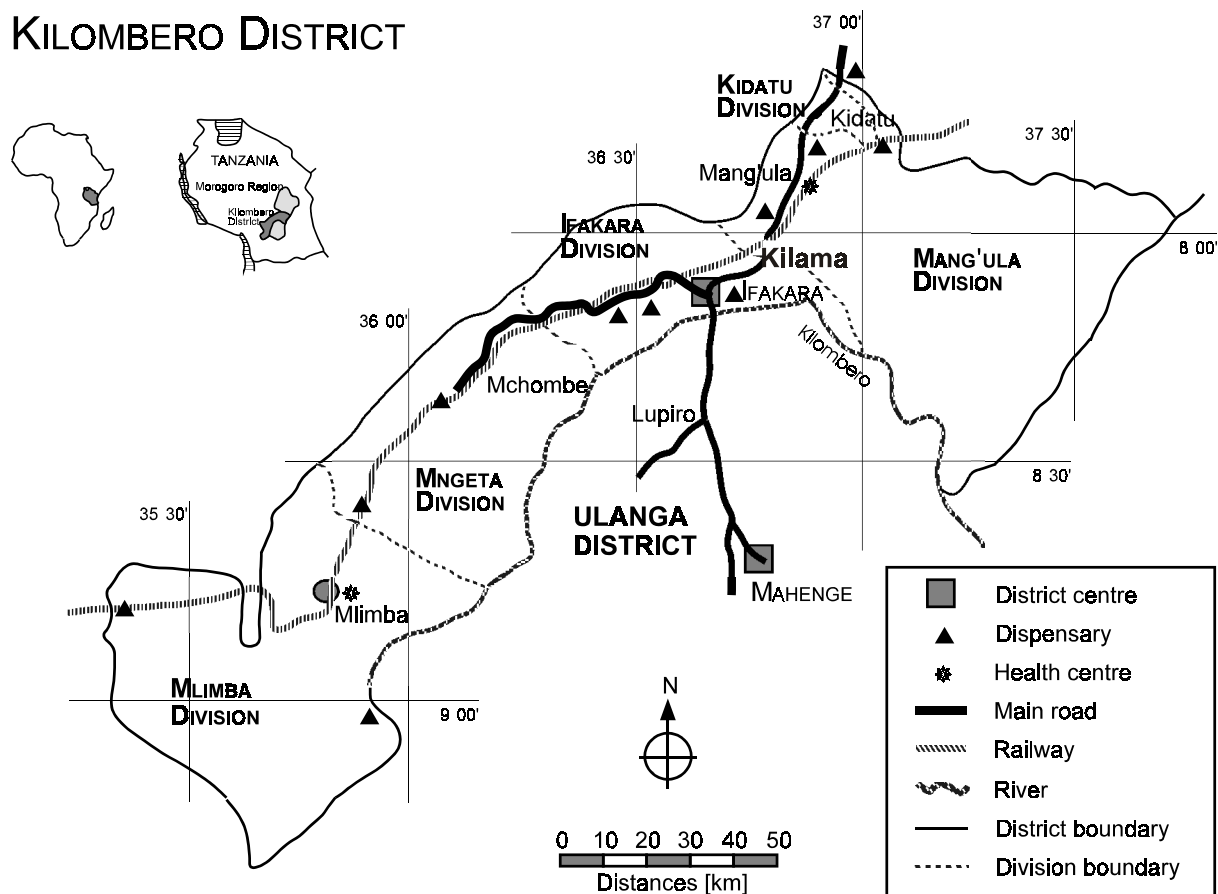 KILOMBERO DISTRICT
37 00'
KIDATU
DIVISION
Kidatu
37 30'
36 30'
TANZANIA
Mang'ula
Morogoro Region
Kilombero
District
IFAKARA
DIVISION
Kilama
MANG'ULA
DIVISION
8 00'
IFAKARA
36 00'
Kilombero
Mchombe
Lupiro
8 30'
MNGETA
DIVISION
35 30'
ULANGA
DISTRICT
MAHENGE
Mlimba
MLIMBA
DIVISION
9 00'
N
0 10 20 30 40 50
Distances [km]
District centre
Dispensary
Health centre
Main road
Railway
River
District boundary
Division boundary